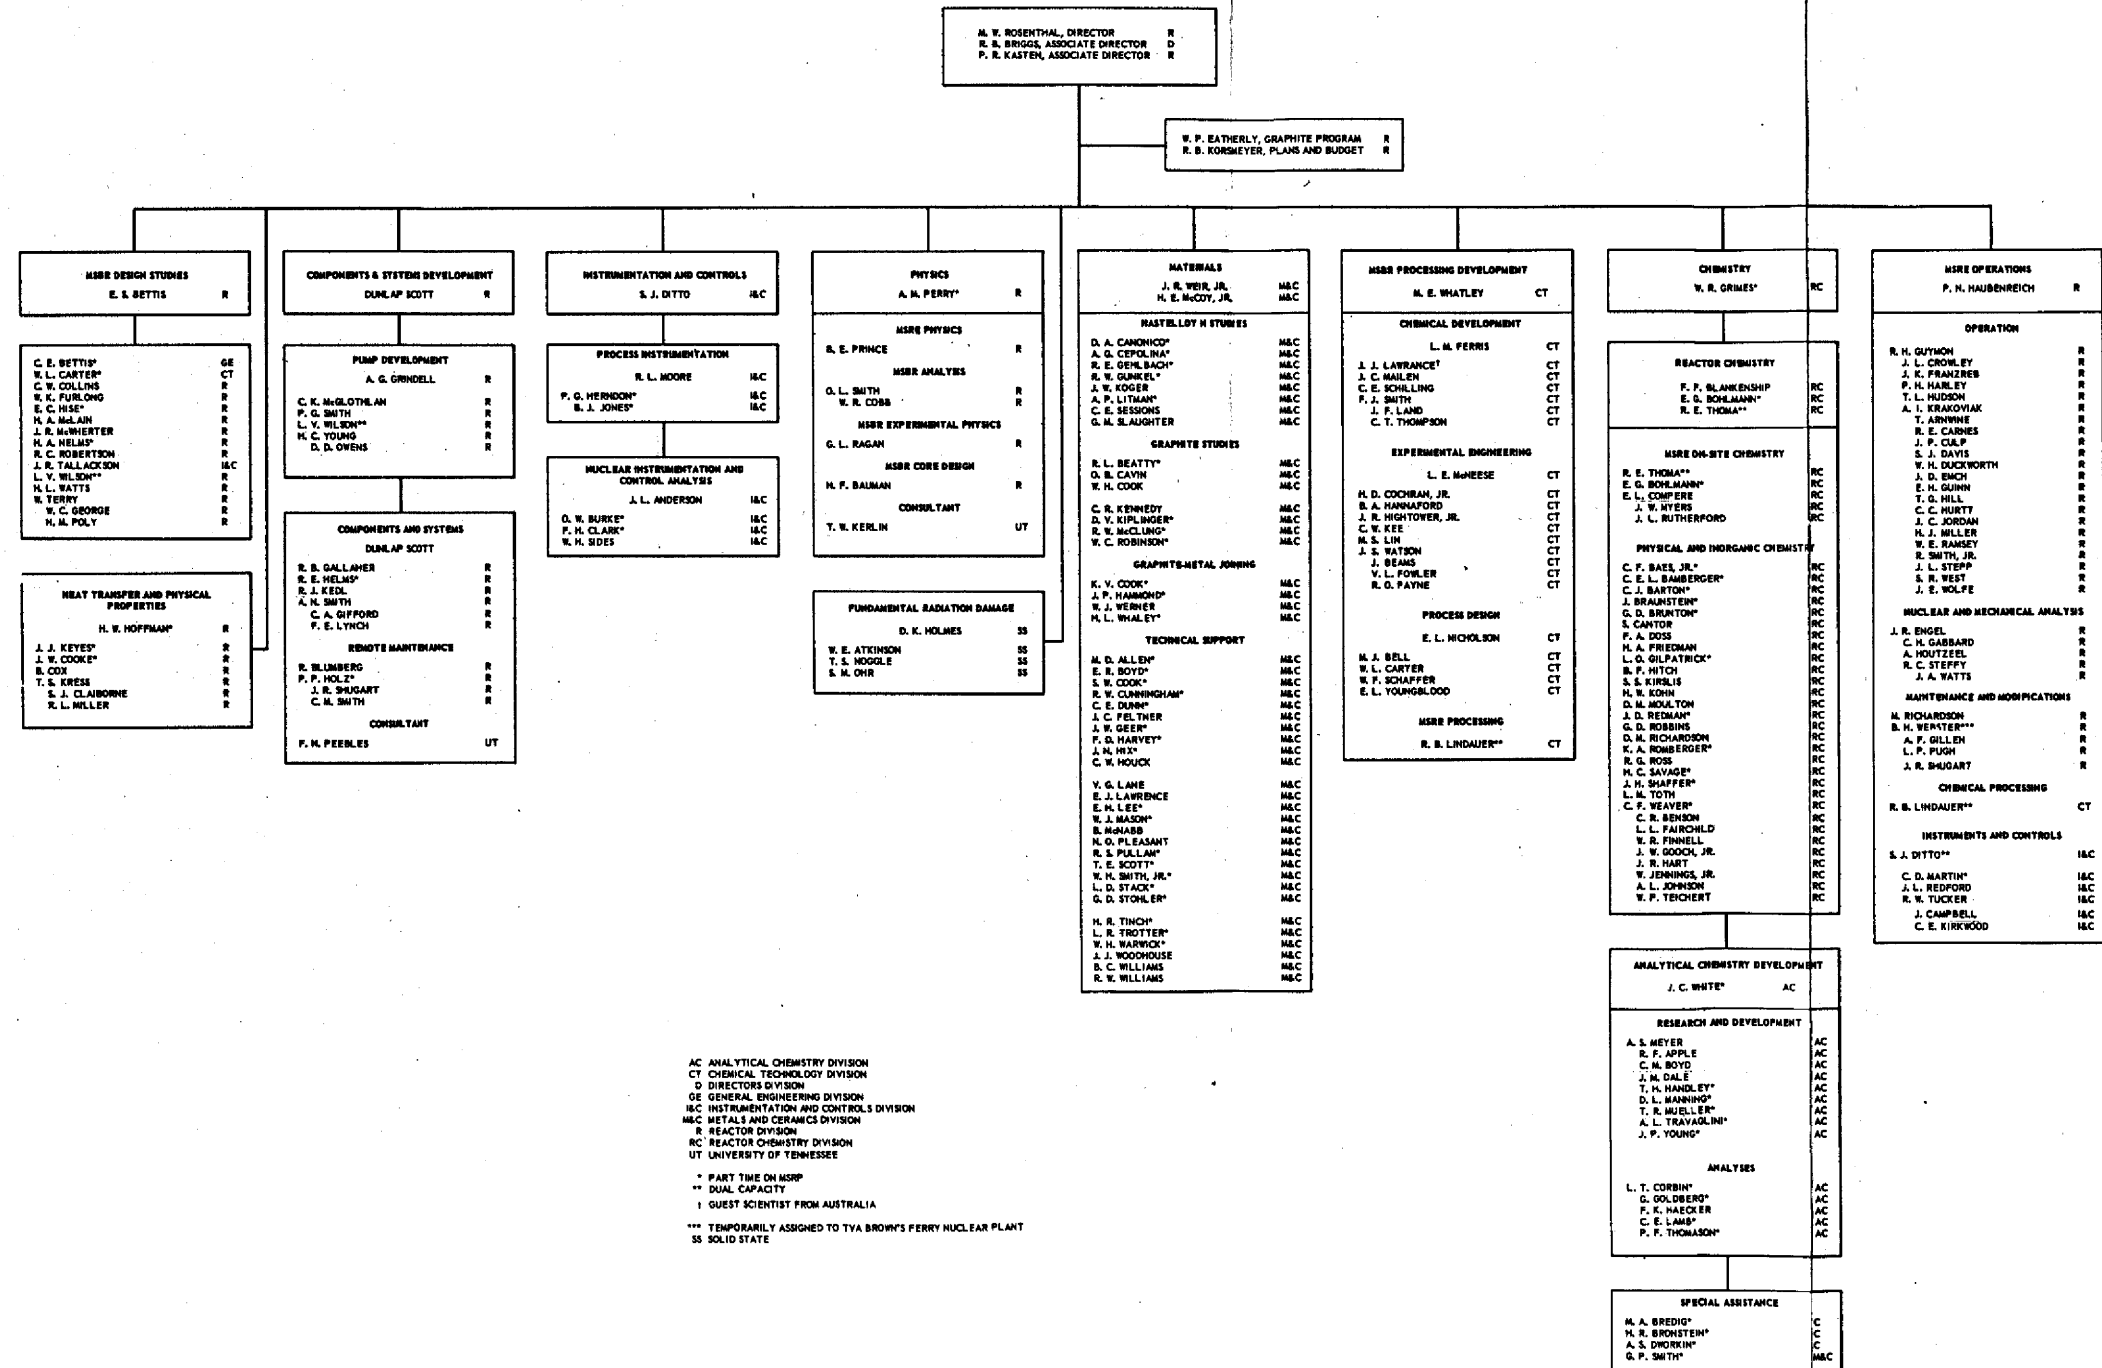 M. W. ROSENTHAL, DIRECTOR R
R. B. BRIGGS, ASSOCIATE DIRECTOR D
P. R. KASTEN, ASSOCIATE DIRECTOR R
W. P. EATHERLY, GRAPHITE PROGRAM R
R. B. KORSMEYER, PLANS AND BUDGET R
MSBR DESIGN STUDIES
E. S. BETTIS R
C. E. BETTIS* GE
W. L. CARTER* CT
C. W. COLLINS R
W. K. FURLONG R
E. C. HISE* R
H. A. McLAIN R
J. R. McWHERTER R
H. A. NELMS* R
R. C. ROBERTSON R
J. R. TALLACKSON I&C
L. V. WILSON** R
H. L. WATTS R
W. TERRY R
W. C. GEORGE R
H. M. POLY R
HEAT TRANSFER AND PHYSICAL
PROPERTIES
H. W. HOFFMAN* R
J. J. KEYES* R
J. W. COOKE* R
B. COX R
T. S. KRESS R
S. J. CLAIBORNE R
R. L. MILLER R
COMPONENTS & SYSTEMS DEVELOPMENT
DUNLAP SCOTT R
PUMP DEVELOPMENT
A. G. GRINDELL R
C. K. McGLOTHLAN R
P. G. SMITH R
L. V. WILSON** R
H. C. YOUNG R
D. D. OWENS R
COMPONENTS AND SYSTEMS
DUNLAP SCOTT
R. B. GALLAHER R
R. E. HELMS* R
R. J. KEDL R
A. N. SMITH R
C. A. GIFFORD R
F. E. LYNCH R
REMOTE MAINTENANCE
R. BLUMBERG R
P. P. HOLZ* R
J. R. SHUGART R
C. M. SMITH R
CONSULTANT
F. N. PEEBLES UT
INSTRUMENTATION AND CONTROLS
S. J. DITTO I&C
PROCESS INSTRUMENTATION
R. L. MOORE I&C
P. G. HERNDON* I&C
B. J. JONES* I&C
NUCLEAR INSTRUMENTATION AND
CONTROL ANALYSIS
J. L. ANDERSON I&C
O. W. BURKE* I&C
F. H. CLARK* I&C
W. H. SIDES I&C
PHYSICS
A. M. PERRY* R
MSRE PHYSICS
B. E. PRINCE R
MSBR ANALYSIS
O. L. SMITH R
W. R. COBB R
MSBR EXPERIMENTAL PHYSICS
G. L. RAGAN R
MSBR CORE DESIGN
H. F. BAUMAN R
CONSULTANT
T. W. KERLIN UT
FUNDAMENTAL RADIATION DAMAGE
D. K. HOLMES SS
W. E. ATKINSON SS
T. S. NOGGLE SS
S. M. OHR SS
MATERIALS
J. R. WEIR, JR. M&C
H. E. McCOY, JR. M&C
HASTELLOY N STUDIES
D. A. CANONICO* M&C
A. G. CEPOLINA* M&C
R. E. GEHLBACH* M&C
R. W. GUNKEL* M&C
J. W. KOGER M&C
A. P. LITMAN* M&C
C. E. SESSIONS M&C
G. M. SLAUGHTER M&C
GRAPHITE STUDIES
R. L. BEATTY* M&C
O. B. CAVIN M&C
W. H. COOK M&C
C. R. KENNEDY M&C
D. V. KIPLINGER* M&C
R. W. McCLUNG* M&C
W. C. ROBINSON* M&C
GRAPHITE-METAL JOINING
K. V. COOK* M&C
J. P. HAMMOND* M&C
W. J. WERNER M&C
H. L. WHALEY* M&C
TECHNICAL SUPPORT
M. D. ALLEN* M&C
E. R. BOYD* M&C
S. W. COOK* M&C
R. W. CUNNINGHAM* M&C
C. E. DUNN* M&C
J. C. FELTNER M&C
J. W. GEER* M&C
F. D. HARVEY* M&C
J. N. HIX* M&C
C. W. HOUCK M&C
V. G. LANE M&C
E. J. LAWRENCE M&C
E. H. LEE* M&C
W. J. MASON* M&C
B. McNABB M&C
N. O. PLEASANT M&C
R. S. PULLAM* M&C
T. E. SCOTT* M&C
W. H. SMITH, JR.* M&C
L. D. STACK* M&C
G. D. STOHLER* M&C
H. R. TINCH* M&C
L. R. TROTTER* M&C
W. H. WARWICK* M&C
J. J. WOODHOUSE M&C
B. C. WILLIAMS M&C
R. W. WILLIAMS M&C
MSBR PROCESSING DEVELOPMENT
M. E. WHATLEY CT
CHEMICAL DEVELOPMENT
L. M. FERRIS CT
J. J. LAWRANCE† CT
J. C. MAILEN CT
C. E. SCHILLING CT
F. J. SMITH CT
J. F. LAND CT
C. T. THOMPSON CT
EXPERIMENTAL ENGINEERING
L. E. McNEESE CT
H. D. COCHRAN, JR. CT
B. A. HANNAFORD CT
J. R. HIGHTOWER, JR. CT
C. W. KEE CT
M. S. LIN CT
J. S. WATSON CT
J. BEAMS CT
V. L. FOWLER CT
R. O. PAYNE CT
PROCESS DESIGN
E. L. NICHOLSON CT
M. J. BELL CT
W. L. CARTER CT
W. F. SCHAFFER CT
E. L. YOUNGBLOOD CT
MSRE PROCESSING
R. B. LINDAUER** CT
CHEMISTRY
W. R. GRIMES* RC
REACTOR CHEMISTRY
F. F. BLANKENSHIP RC
E. G. BOHLMANN* RC
R. E. THOMA** RC
MSRE ON-SITE CHEMISTRY
R. E. THOMA** RC
E. G. BOHLMANN* RC
E. L. COMPERE RC
J. W. MYERS RC
J. L. RUTHERFORD RC
PHYSICAL AND INORGANIC CHEMISTRY
C. F. BAES, JR.* RC
C. E. L. BAMBERGER* RC
C. J. BARTON* RC
J. BRAUNSTEIN* RC
G. D. BRUNTON* RC
S. CANTOR RC
F. A. DOSS RC
H. A. FRIEDMAN RC
L. O. GILPATRICK* RC
B. F. HITCH RC
S. S. KIRSLIS RC
H. W. KOHN RC
D. M. MOULTON RC
J. D. REDMAN* RC
G. D. ROBBINS RC
D. M. RICHARDSON RC
K. A. ROMBERGER* RC
R. G. ROSS RC
H. C. SAVAGE* RC
J. H. SHAFFER* RC
L. M. TOTH RC
C. F. WEAVER* RC
C. R. BENSON RC
L. L. FAIRCHILD RC
W. R. FINNELL RC
J. W. GOOCH, JR. RC
J. R. HART RC
W. JENNINGS, JR. RC
A. L. JOHNSON RC
W. P. TEICHERT RC
ANALYTICAL CHEMISTRY DEVELOPMENT
J. C. WHITE* AC
RESEARCH AND DEVELOPMENT
A. S. MEYER AC
R. F. APPLE AC
C. M. BOYD AC
J. M. DALE AC
T. H. HANDLEY* AC
D. L. MANNING* AC
T. R. MUELLER* AC
A. L. TRAVAGLINI* AC
J. P. YOUNG* AC
ANALYSES
L. T. CORBIN* AC
G. GOLDBERG* AC
F. K. HAECKER AC
C. E. LAMB* AC
P. F. THOMASON* AC
SPECIAL ASSISTANCE
M. A. BREDIG* C
H. R. BRONSTEIN* C
A. S. DWORKIN* C
G. P. SMITH* M&C
MSRE OPERATIONS
P. N. HAUBENREICH R
OPERATION
R. H. GUYMON R
J. L. CROWLEY R
J. K. FRANZREB R
P. H. HARLEY R
T. L. HUDSON R
A. I. KRAKOVIAK R
T. ARNWINE R
R. E. CARNES R
J. P. CULP R
S. J. DAVIS R
W. H. DUCKWORTH R
J. D. EMCH R
E. H. GUINN R
T. G. HILL R
C. C. HURTT R
J. C. JORDAN R
H. J. MILLER R
W. E. RAMSEY R
R. SMITH, JR. R
J. L. STEPP R
S. R. WEST R
J. E. WOLFE R
NUCLEAR AND MECHANICAL ANALYSIS
J. R. ENGEL R
C. H. GABBARD R
A. HOUTZEEL R
R. C. STEFFY R
J. A. WATTS R
MAINTENANCE AND MODIFICATIONS
M. RICHARDSON R
B. H. WEBSTER*** R
A. F. GILLEN R
L. P. PUGH R
J. R. SHUGART R
CHEMICAL PROCESSING
R. B. LINDAUER** CT
INSTRUMENTS AND CONTROLS
S. J. DITTO** I&C
C. D. MARTIN* I&C
J. L. REDFORD I&C
R. W. TUCKER I&C
J. CAMPBELL I&C
C. E. KIRKWOOD I&C
AC ANALYTICAL CHEMISTRY DIVISION
CT CHEMICAL TECHNOLOGY DIVISION
D DIRECTORS DIVISION
GE GENERAL ENGINEERING DIVISION
I&C INSTRUMENTATION AND CONTROLS DIVISION
M&C METALS AND CERAMICS DIVISION
R REACTOR DIVISION
RC REACTOR CHEMISTRY DIVISION
UT UNIVERSITY OF TENNESSEE
* PART TIME ON MSRP
** DUAL CAPACITY
† GUEST SCIENTIST FROM AUSTRALIA
*** TEMPORARILY ASSIGNED TO TVA BROWN'S FERRY NUCLEAR PLANT
SS SOLID STATE